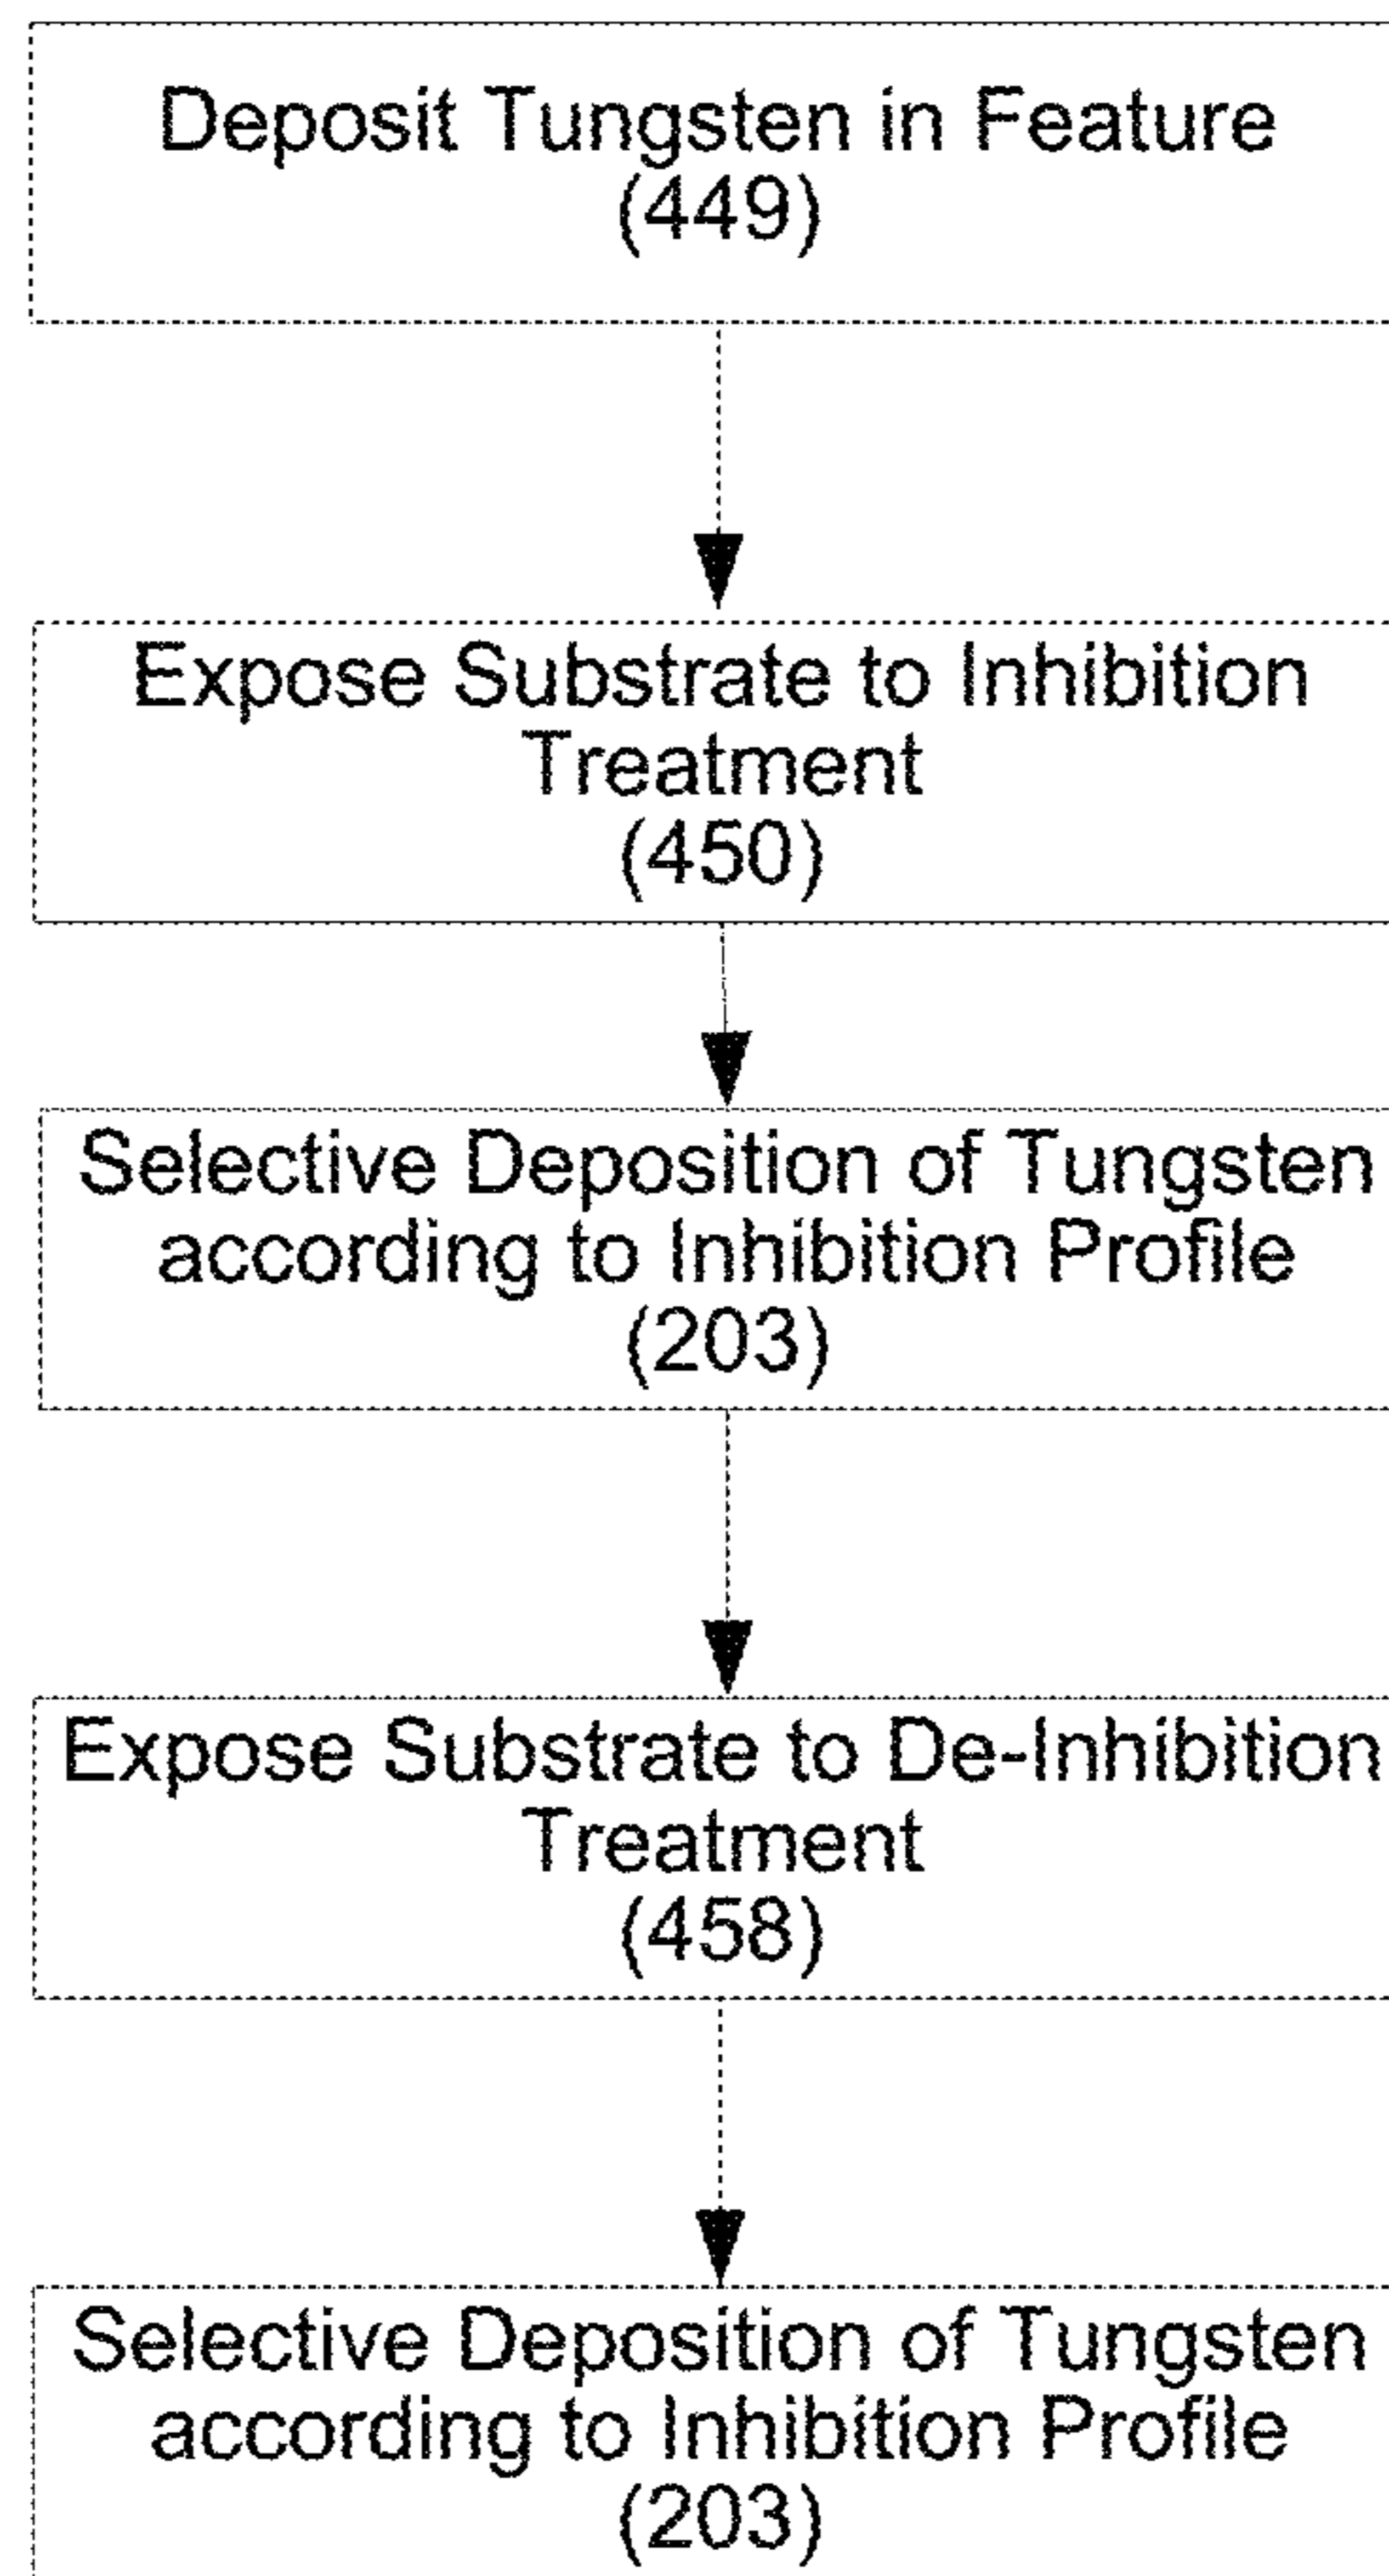 Deposit Tungsten in Feature
(449)
Expose Substrate to Inhibition
Treatment
(450)
Selective Deposition of Tungsten
according to Inhibition Profile
(203)
Expose Substrate to De-Inhibition
Treatment
(458)
Selective Deposition of Tungsten
according to Inhibition Profile
(203)